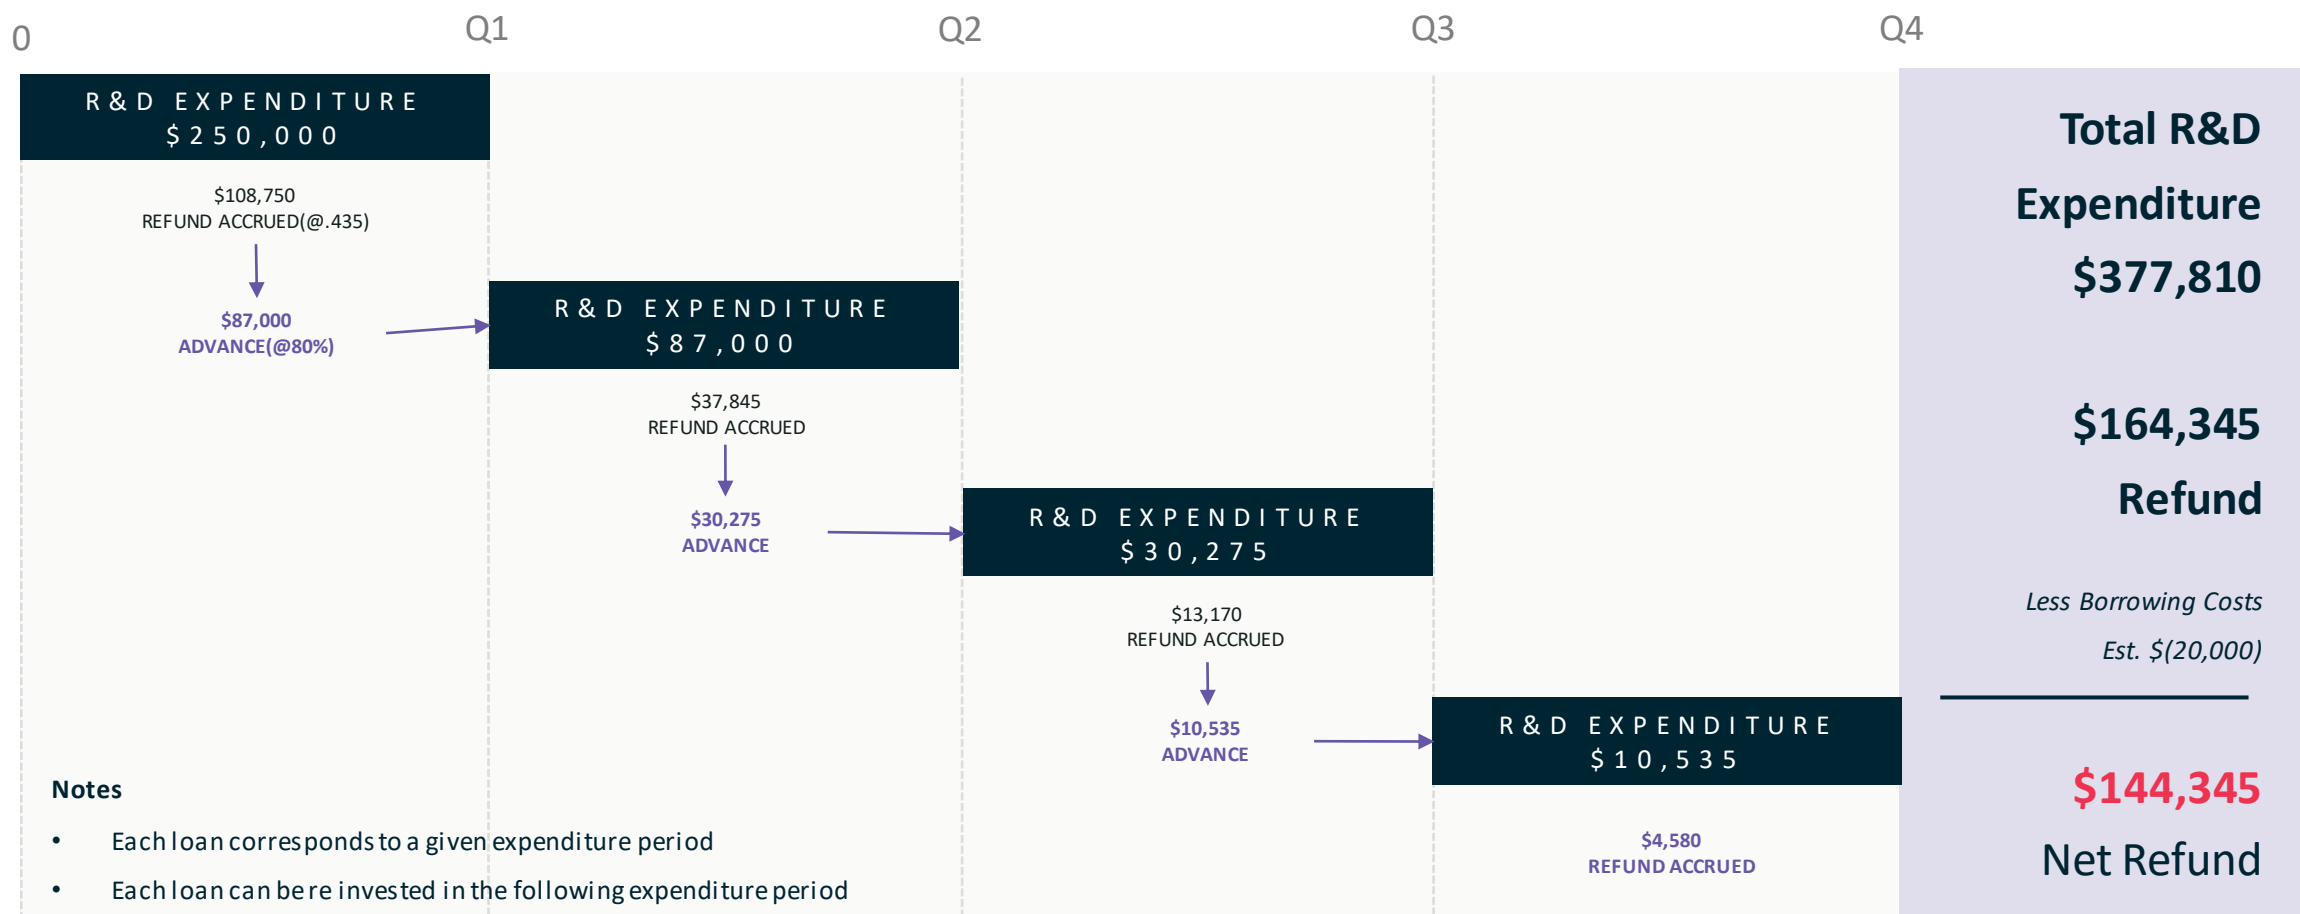 0
Q1
Q2
Q3
Q4
R&D EXPENDITURE
$250,000
$108,750
REFUND ACCRUED(@.435)
$87,000
ADVANCE(@80%)
R&D EXPENDITURE
$87,000
$37,845
REFUND ACCRUED
$30,275
ADVANCE
R&D EXPENDITURE
$30,275
$13,170
REFUND ACCRUED
$10,535
ADVANCE
R&D EXPENDITURE
$10,535
$4,580
REFUND ACCRUED
Notes
• Each loan corresponds to a given expenditure period
• Each loan can be re invested in the following expenditure period
Total R&D
Expenditure
$377,810
$164,345
Refund
Less Borrowing Costs
Est. $(20,000)
$144,345
Net Refund